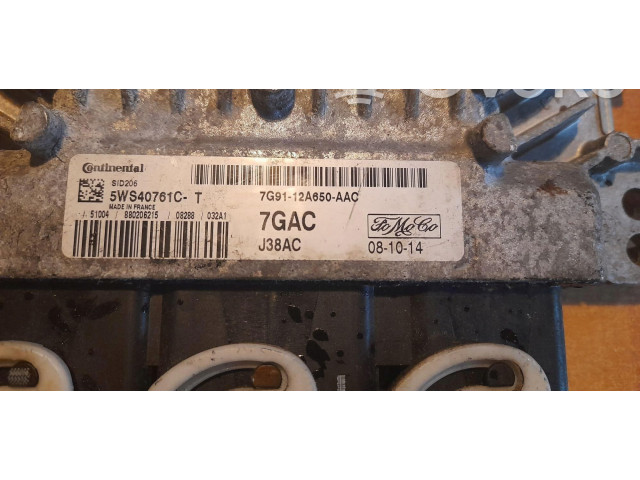 Continental
SID206
5WS40761C- T
MADE IN FRANCE
51004 880206215 08288 032A1
H
7G91-12A650-AAC
7GAC
J38AC
FoMoCo
08-10-14